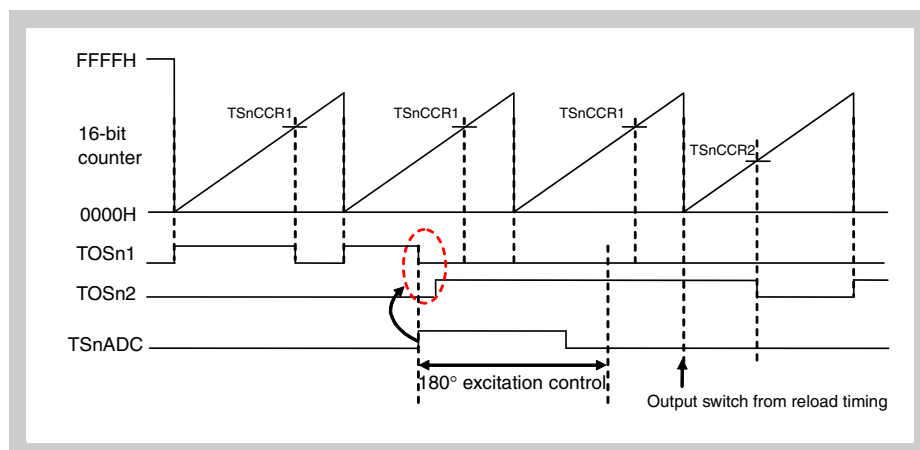 FFFFH
TSnCCR1 TSnCCR1 TSnCCR1
16-bit
counter
TSnCCR2
0000H
TOSn1
TOSn2
TSnADC
180° excitation control
Output switch from reload timing